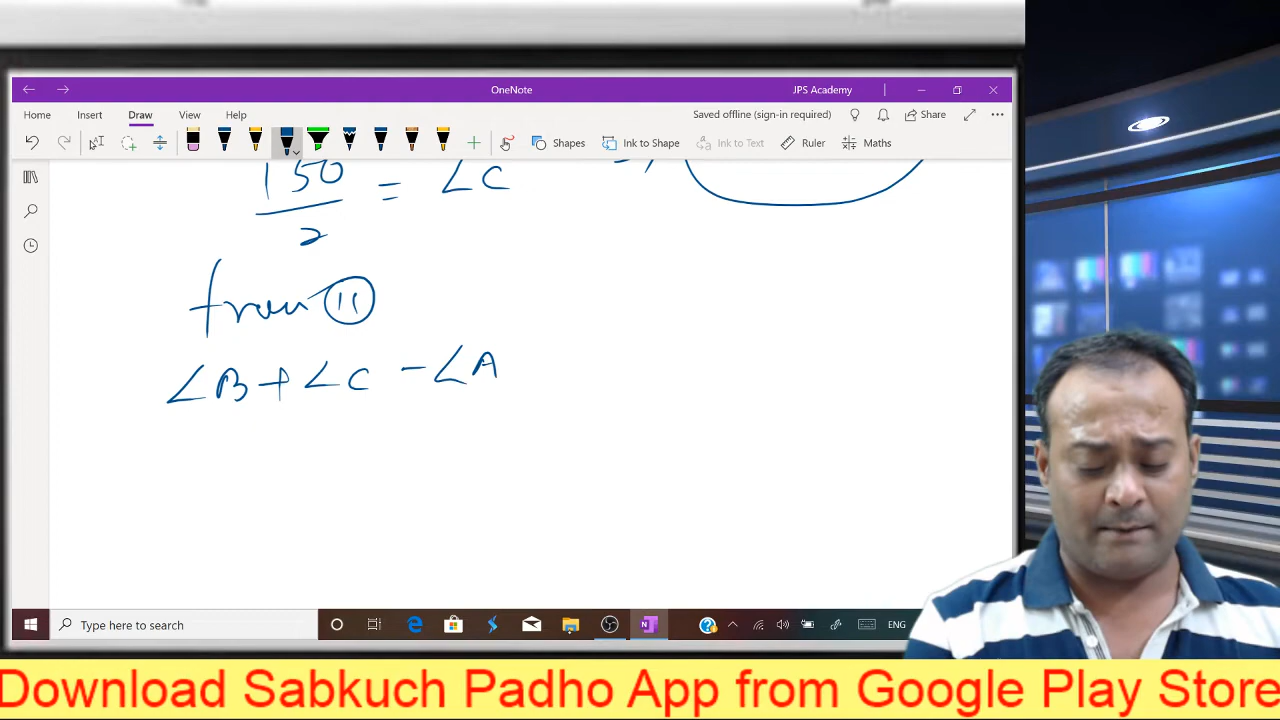 OneNote
JPS Academy
Home Insert Draw View Help
Saved offline (sign-in required)
Share
Shapes
Ink to Shape
Ink to Text
Ruler
Maths
150/2 = ∠C
from (11)
∠B + ∠C - ∠A
Type here to search
ENG
Download Sabkuch Padho App from Google Play Store